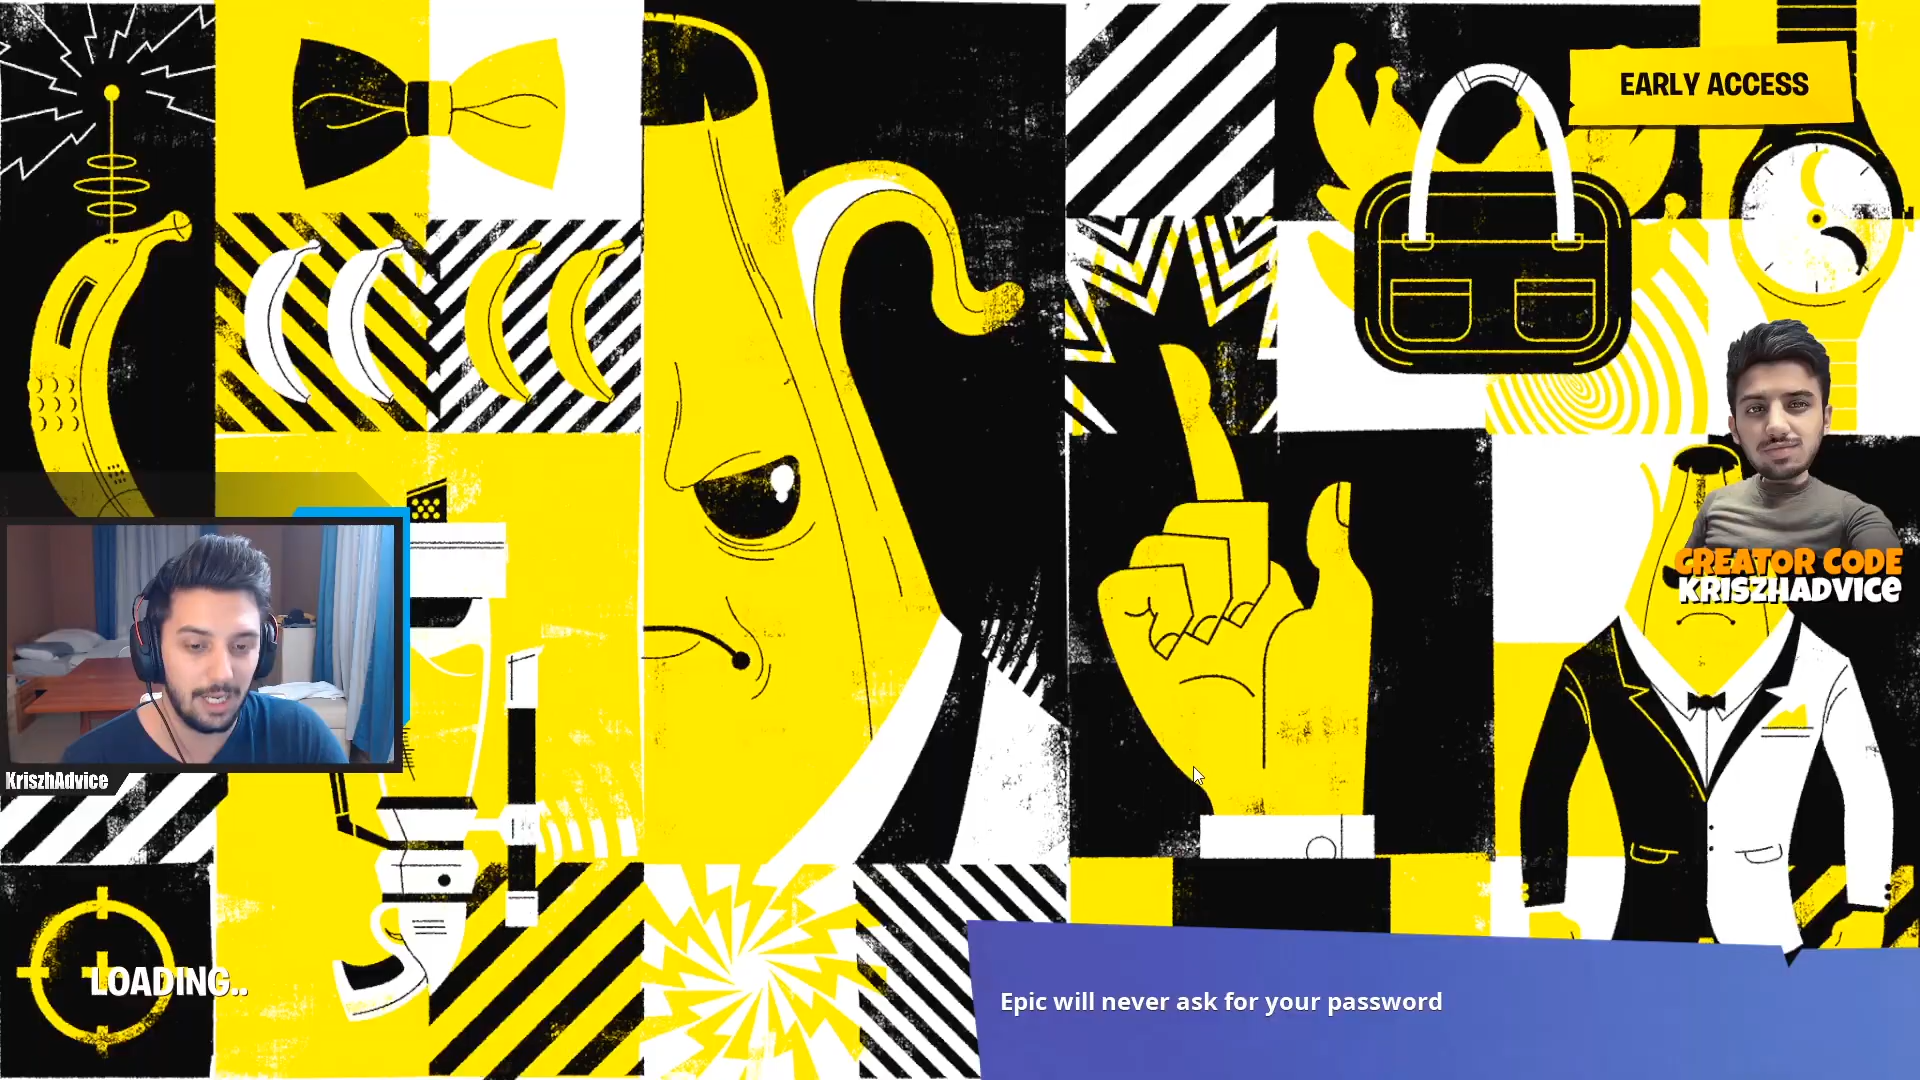 EARLY ACCESS
CREATOR CODE
KRISZHADVICE
KriszhAdvice
LOADING..
Epic will never ask for your password